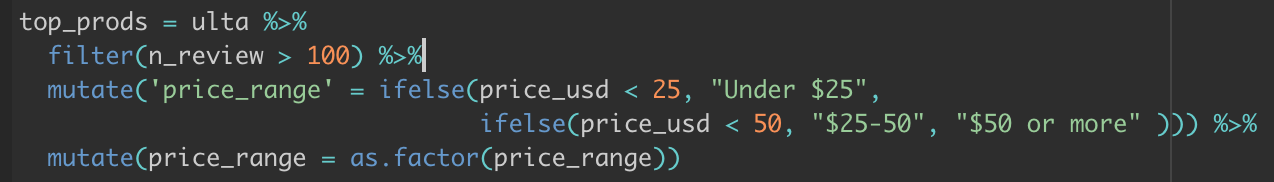 top_prods = ulta %>%
  filter(n_review > 100) %>%
  mutate('price_range' = ifelse(price_usd < 25, "Under $25",
                                ifelse(price_usd < 50, "$25-50", "$50 or more" ))) %>%
  mutate(price_range = as.factor(price_range))